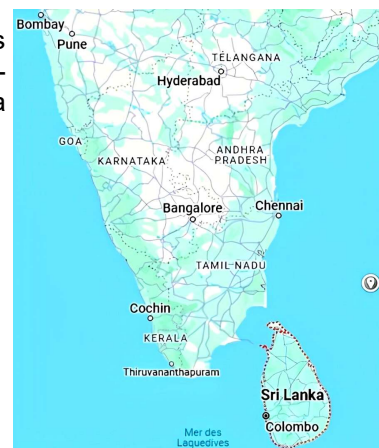 s
-
a
Bombay
Pune
TELANGANA
Hyderabad
GOA
KARNATAKA
ANDHRA
PRADESH
Bangalore
Chennai
TAMIL NADU
Cochin
KERALA
Thiruvananthapuram
Sri Lanka
Colombo
Mer des
Laquedives